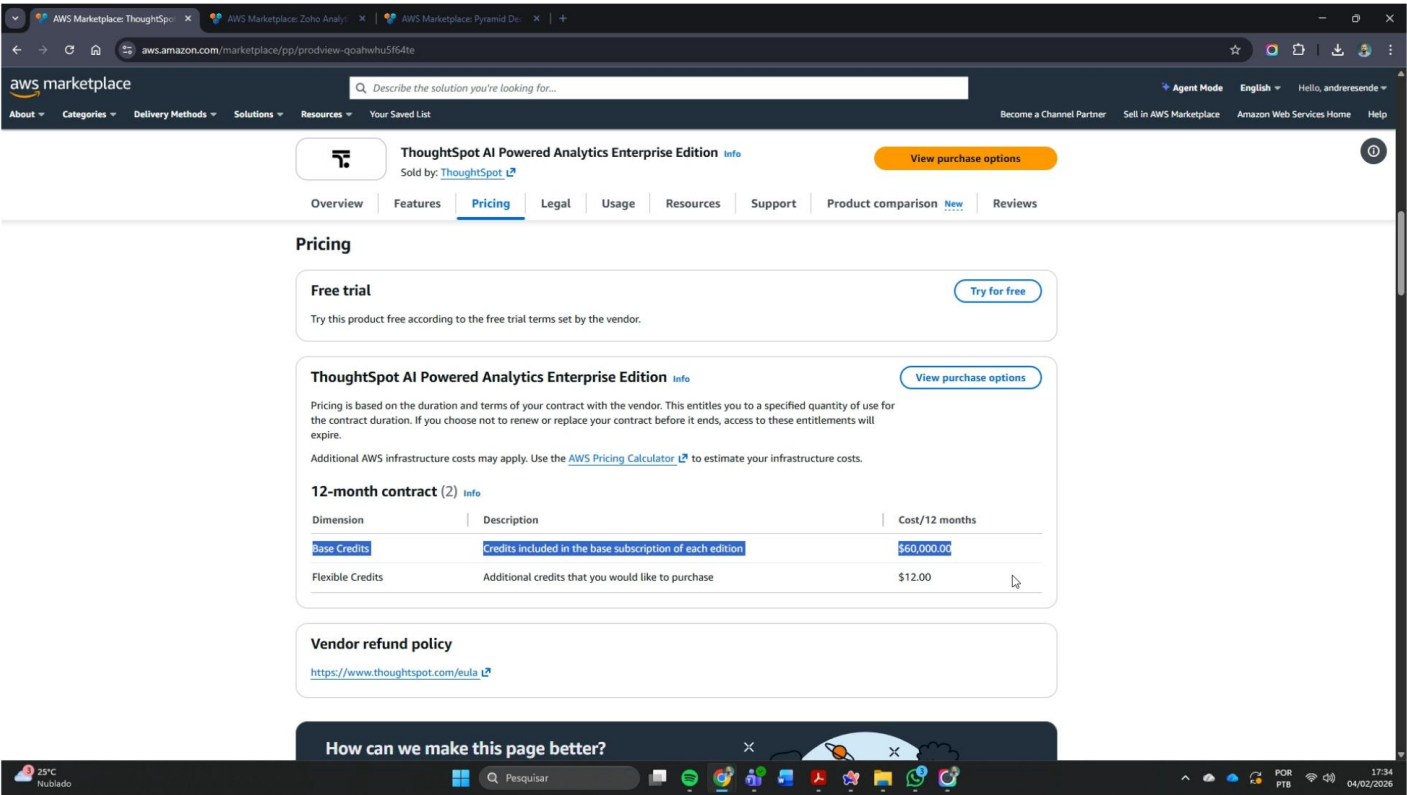 AWS Marketplace: ThoughtSpo
AWS Marketplace: Zoho Analyt
AWS Marketplace: Pyramid Dec
aws.amazon.com/marketplace/pp/prodview-qoahwhu5f64te
aws marketplace
Describe the solution you're looking for...
Agent Mode
English
Hello, andreresende
About
Categories
Delivery Methods
Solutions
Resources
Your Saved List
Become a Channel Partner
Sell in AWS Marketplace
Amazon Web Services Home
Help
ThoughtSpot AI Powered Analytics Enterprise Edition Info
Sold by: ThoughtSpot
View purchase options
Overview
Features
Pricing
Legal
Usage
Resources
Support
Product comparison New
Reviews
Pricing
Free trial
Try for free
Try this product free according to the free trial terms set by the vendor.
ThoughtSpot AI Powered Analytics Enterprise Edition Info
View purchase options
Pricing is based on the duration and terms of your contract with the vendor. This entitles you to a specified quantity of use for
the contract duration. If you choose not to renew or replace your contract before it ends, access to these entitlements will
expire.
Additional AWS infrastructure costs may apply. Use the AWS Pricing Calculator to estimate your infrastructure costs.
12-month contract (2) Info
Dimension Description Cost/12 months
Base Credits Credits included in the base subscription of each edition $60,000.00
Flexible Credits Additional credits that you would like to purchase $12.00
Vendor refund policy
https://www.thoughtspot.com/eula
How can we make this page better?
3
25°C
Nublado
Pesquisar
POR
PTB
17:34
04/02/2026